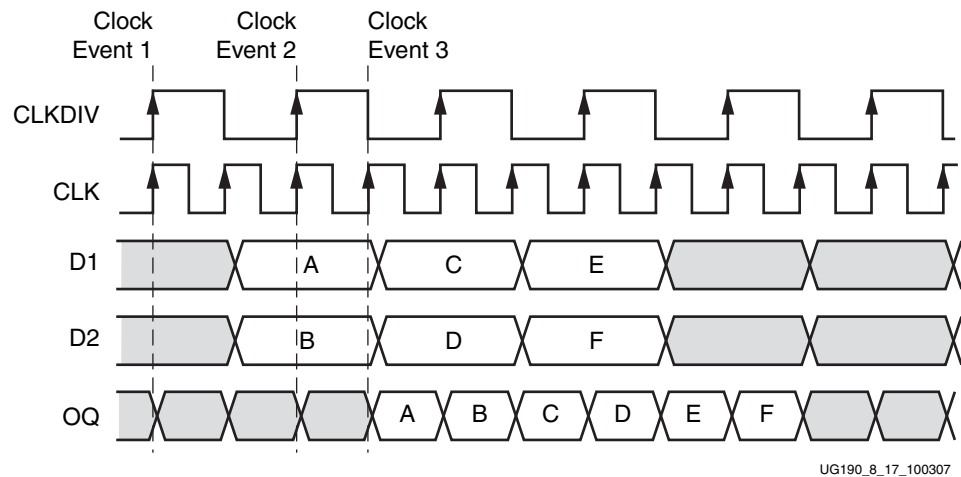 Clock Event 1
Clock Event 2
Clock Event 3
CLKDIV
CLK
D1 A C E
D2 B D F
OQ A B C D E F
UG190_8_17_100307